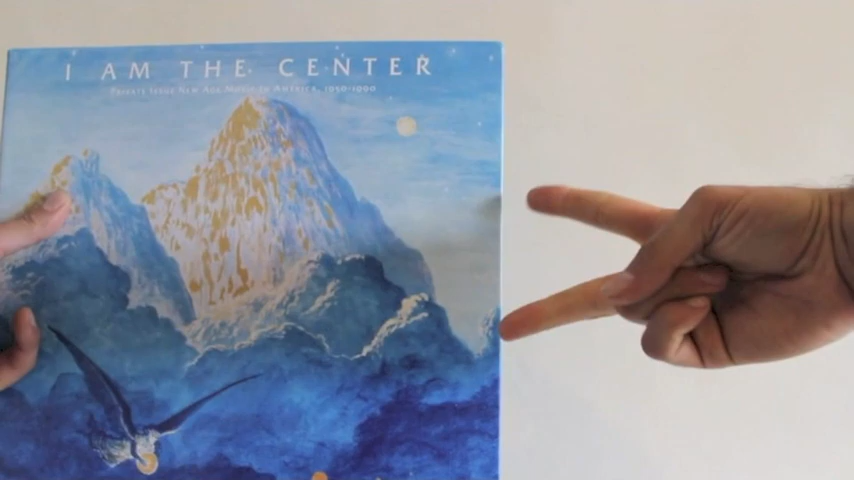 I AM THE CENTER
Private Issue New Age Music in America, 1950-1990